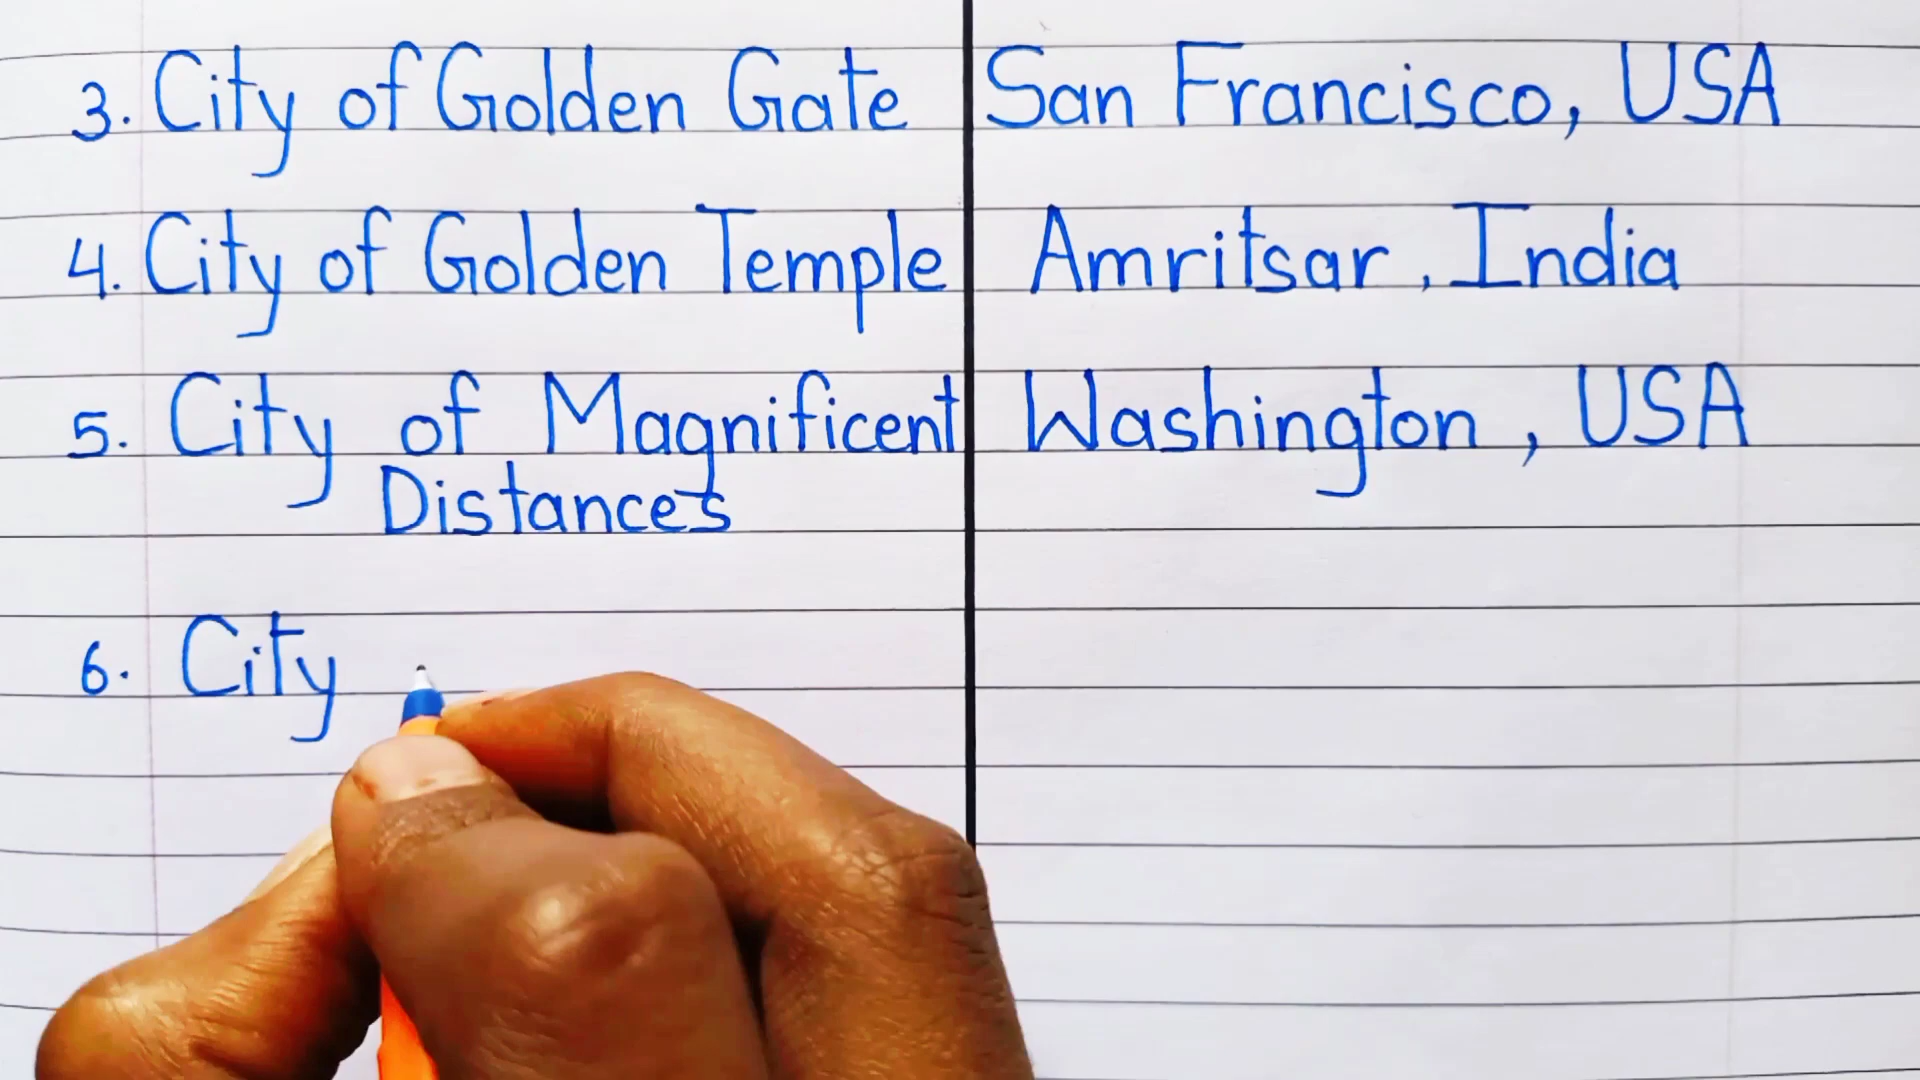 3. City of Golden Gate San Francisco, USA
4. City of Golden Temple Amritsar, India
5. City of Magnificent Washington, USA
Distances
6. City